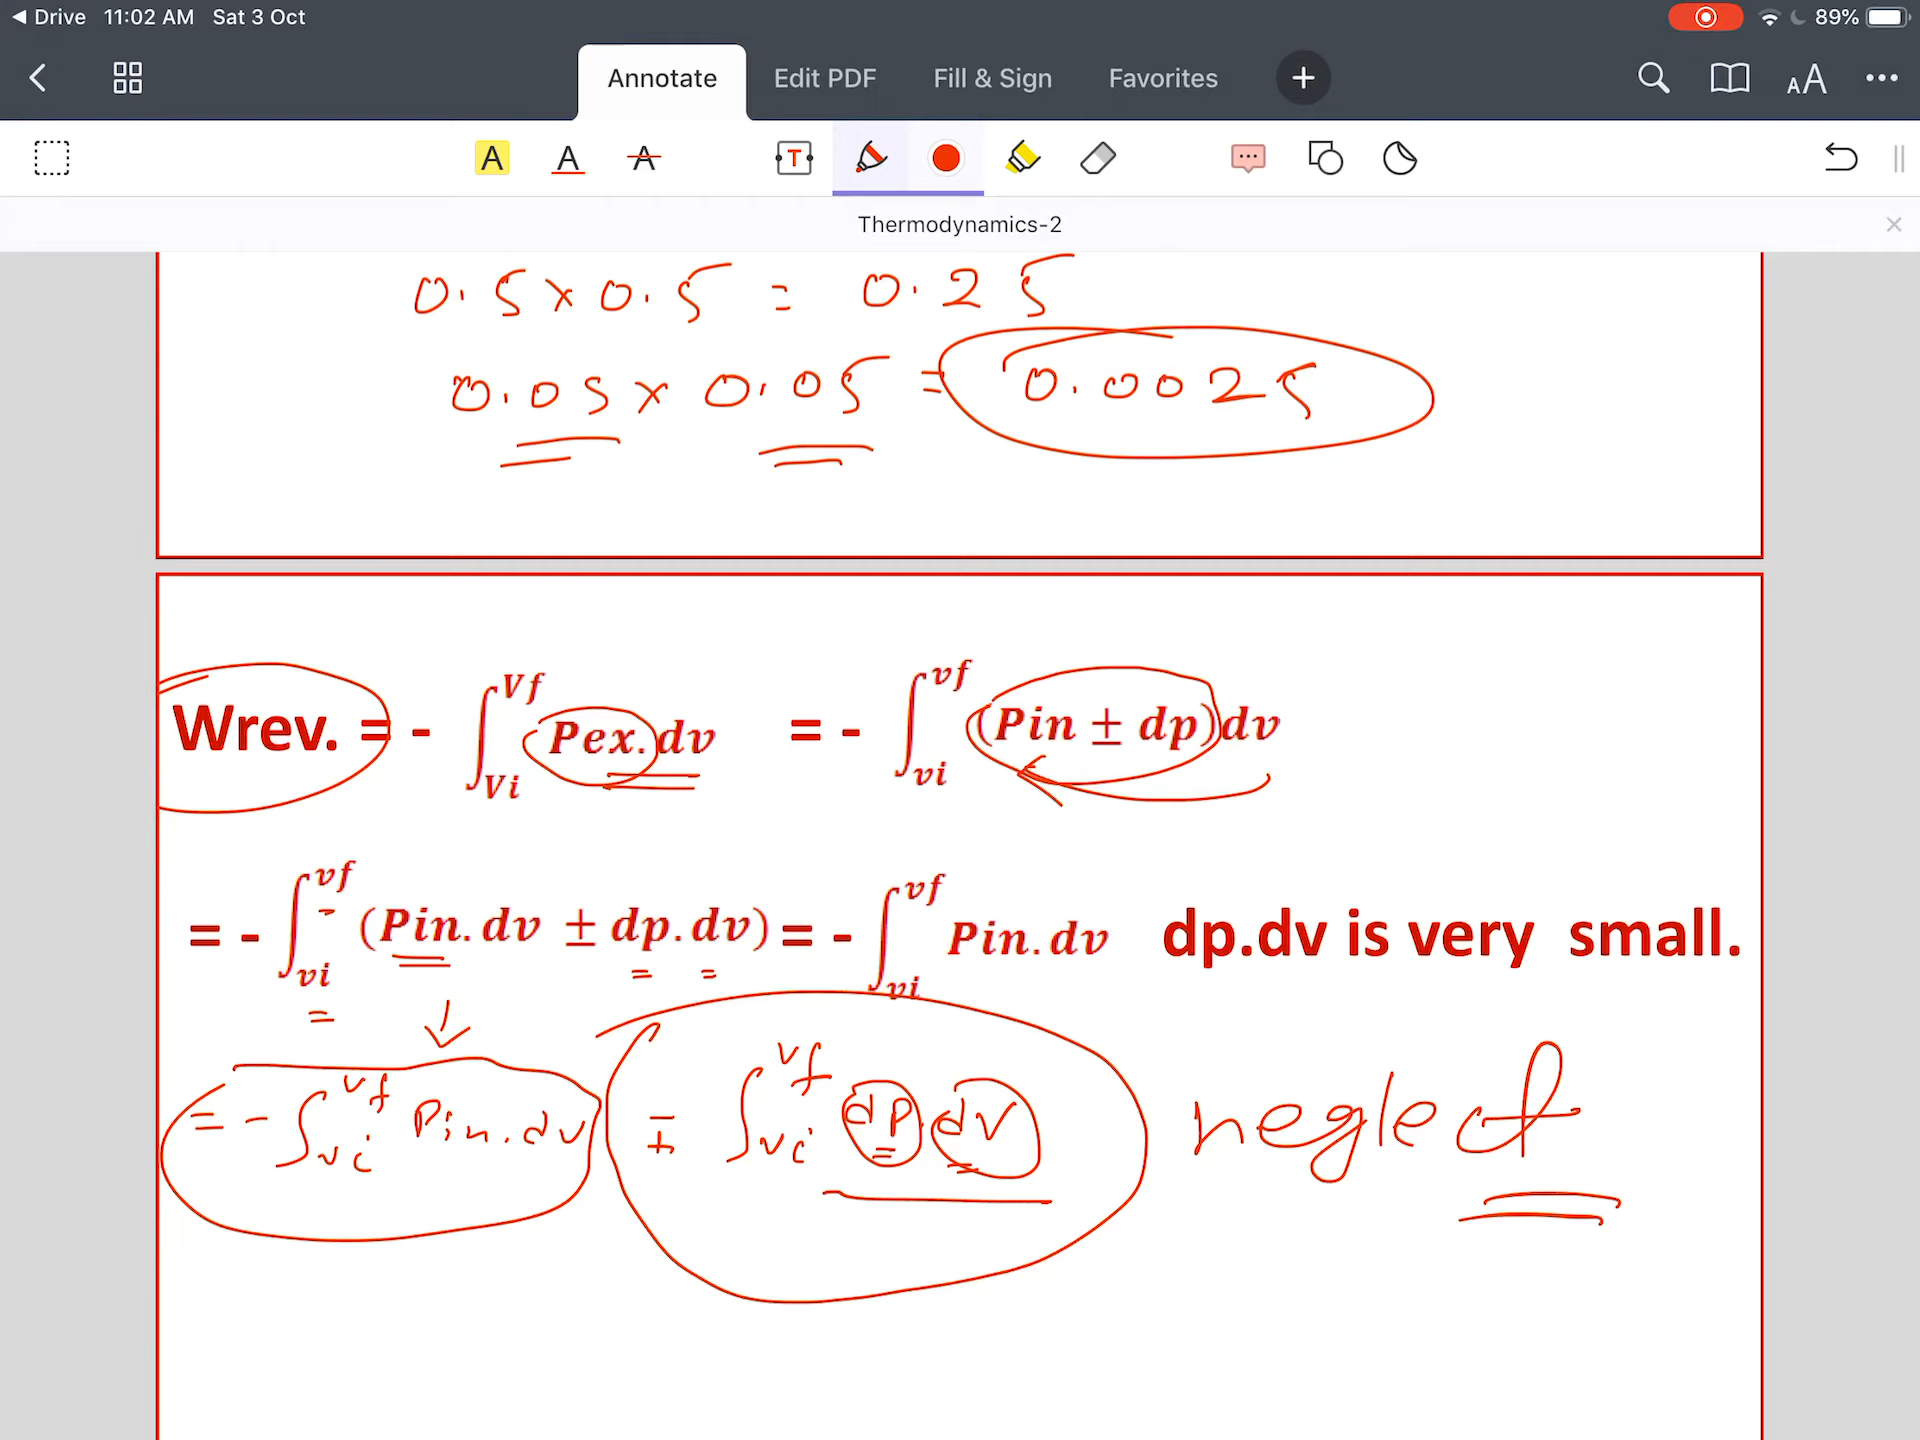 ◀ Drive 11:02 AM Sat 3 Oct 89%
Annotate Edit PDF Fill & Sign Favorites +
A A A T AA
Thermodynamics-2
0.5 x 0.5 = 0.25
0.05 x 0.05 = 0.0025
Wrev. = - ∫ Vf Vi Pex. dv = - ∫ vf vi (Pin ± dp)dv
= - ∫ vf vi (Pin. dv ± dp. dv) = - ∫ vf vi Pin. dv dp.dv is very small.
= - ∫ vf vi Pin. dv ∓ ∫ vf vi dp. dv neglect